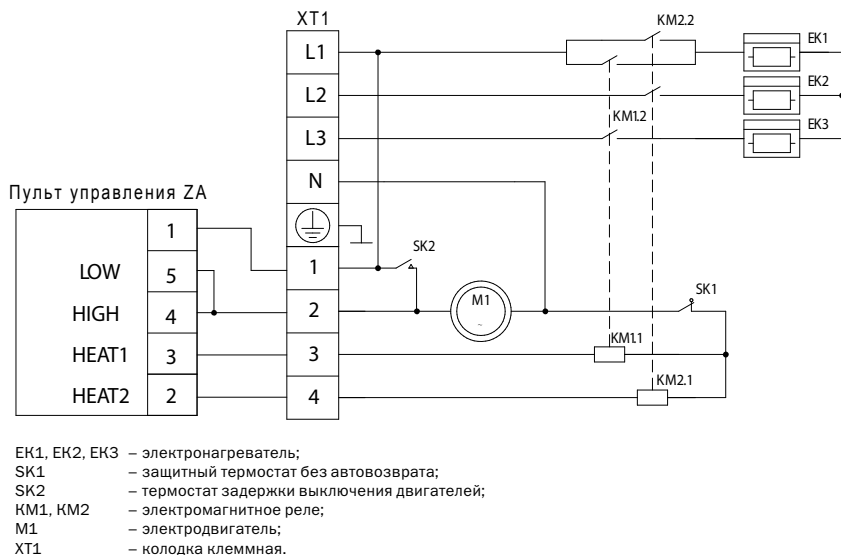 XT1
KM2.2
L1
EK1
L2
EK2
KM1.2
L3
EK3
N
Пульт управления ZA
1
SK2
LOW 5
1
HIGH 4
2
M1
~
SK1
HEAT1 3
3
KM1.1
HEAT2 2
4
KM2.1
EK1, EK2, EK3 – электронагреватель;
SK1 – защитный термостат без автовозврата;
SK2 – термостат задержки выключения двигателей;
KM1, KM2 – электромагнитное реле;
M1 – электродвигатель;
XT1 – колодка клеммная.